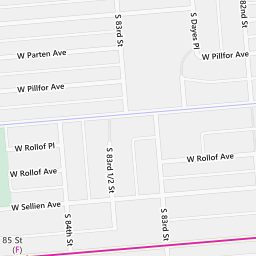 S 83rd St
S Dayes Pl
82nd St
W Parten Ave
W Pillfor Ave
W Pillfor Ave
W Rollof Pl
S 83rd 1/2 St
W Rollof Ave
W Rollof Ave
W Sellien Ave
S 84th St
S 83rd St
85 St
(F)